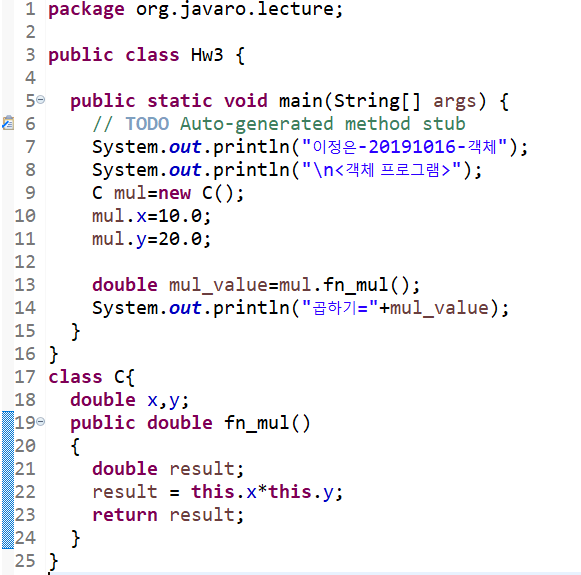 1 package org.javaro.lecture;
2
3 public class Hw3 {
4
5 public static void main(String[] args) {
6 // TODO Auto-generated method stub
7 System.out.println("이정은-20191016-객체");
8 System.out.println("\n<객체 프로그램>");
9 C mul=new C();
10 mul.x=10.0;
11 mul.y=20.0;
12
13 double mul_value=mul.fn_mul();
14 System.out.println("곱하기="+mul_value);
15 }
16 }
17 class C{
18 double x,y;
19 public double fn_mul()
20 {
21 double result;
22 result = this.x*this.y;
23 return result;
24 }
25 }